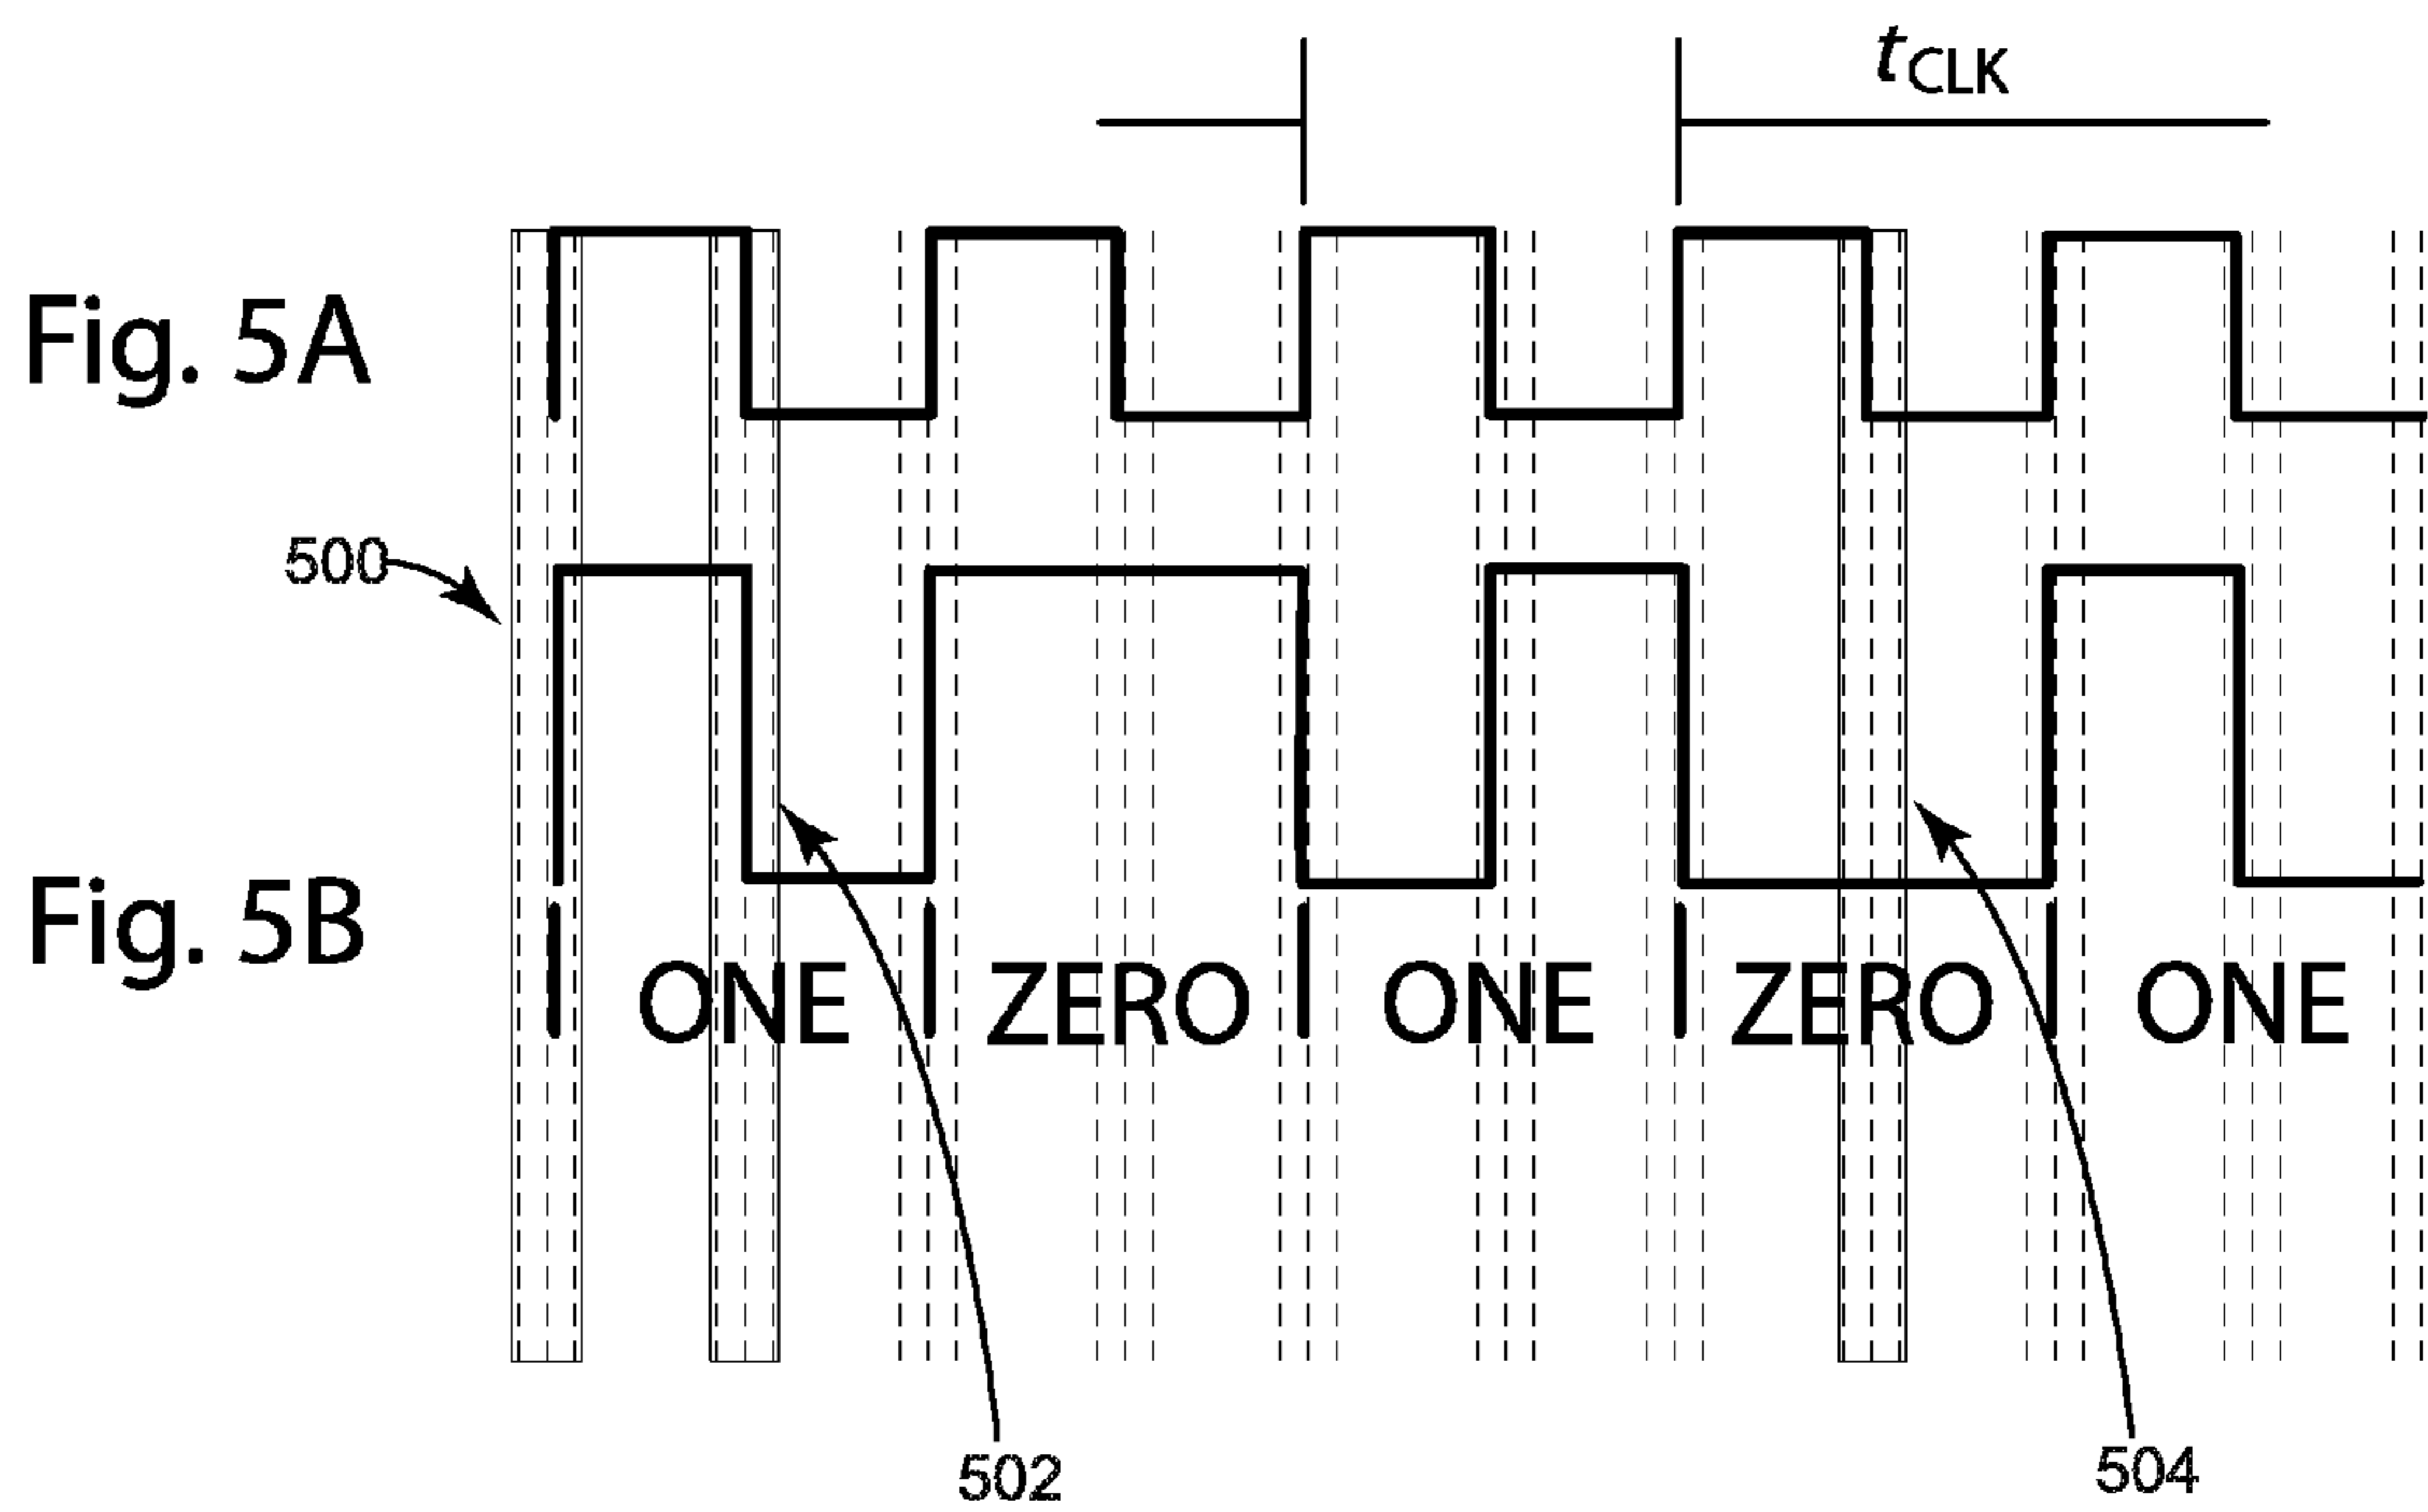 tCLK
Fig. 5A
500
Fig. 5B
ONE ZERO ONE ZERO ONE
502
504